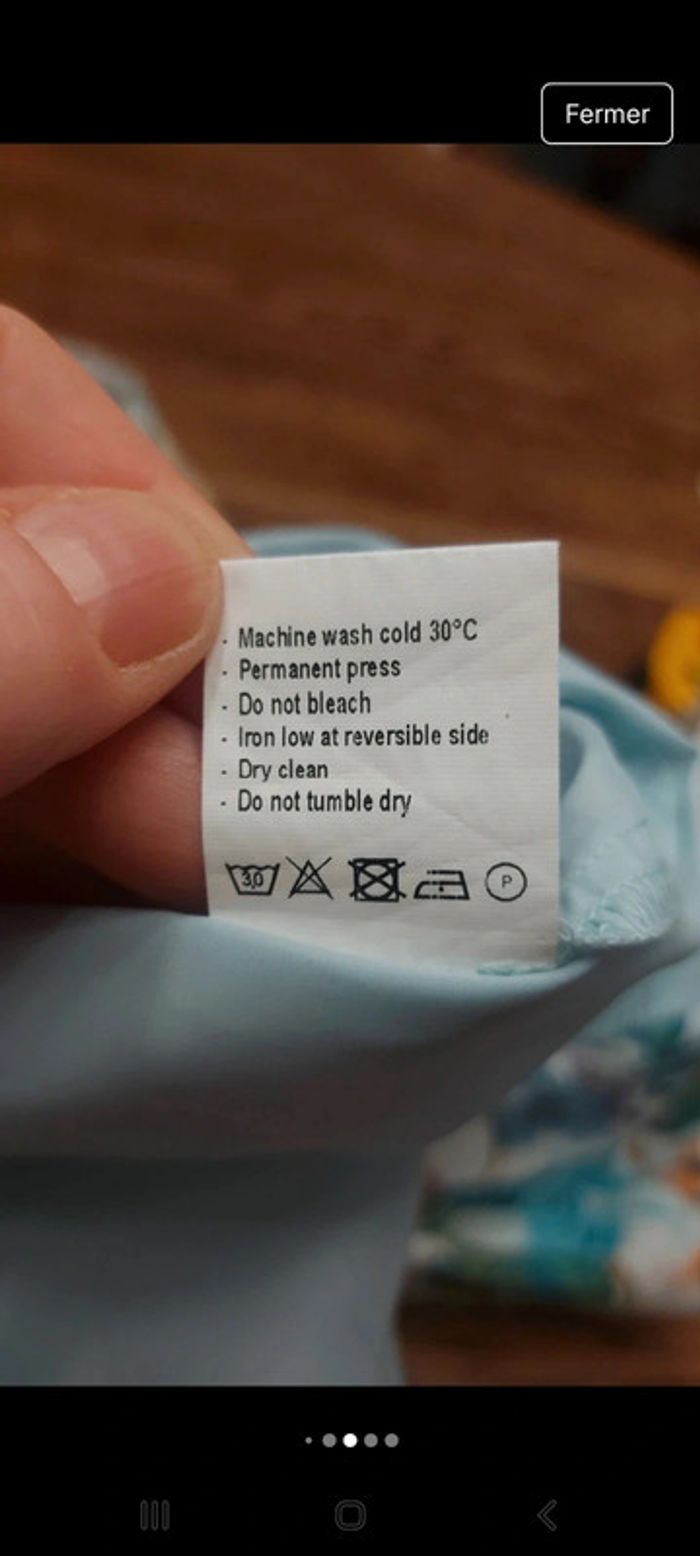 Fermer
- Machine wash cold 30°C
- Permanent press
- Do not bleach
- Iron low at reversible side
- Dry clean
- Do not tumble dry
30 P